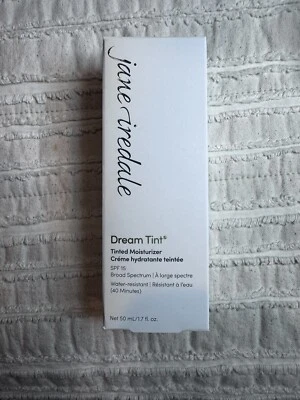 jane iredale
Dream Tint®
Tinted Moisturizer
Crème hydratante teintée
SPF 15
Broad Spectrum | À large spectre
Water-resistant | Résistant à l'eau
(40 Minutes)
Net 50 mL/1.7 fl. oz.